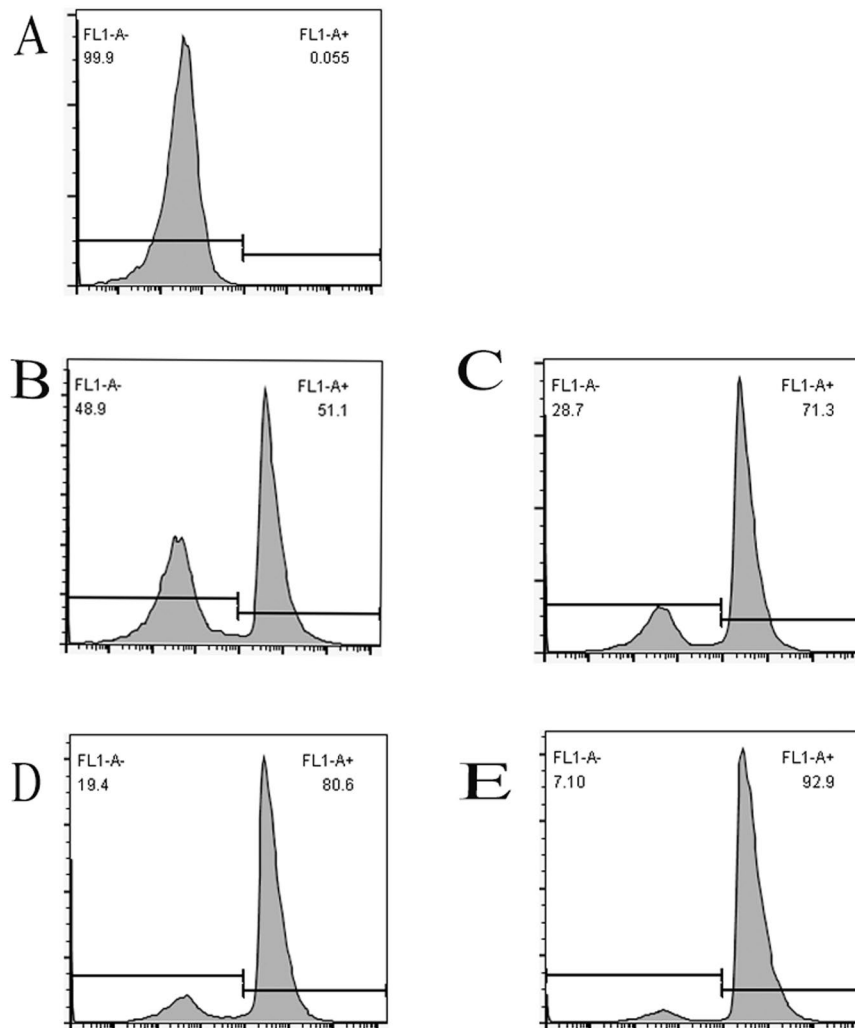 A
FL1-A- FL1-A+
99.9 0.055
B
FL1-A- FL1-A+
48.9 51.1
C
FL1-A- FL1-A+
28.7 71.3
D
FL1-A- FL1-A+
19.4 80.6
E
FL1-A- FL1-A+
7.10 92.9